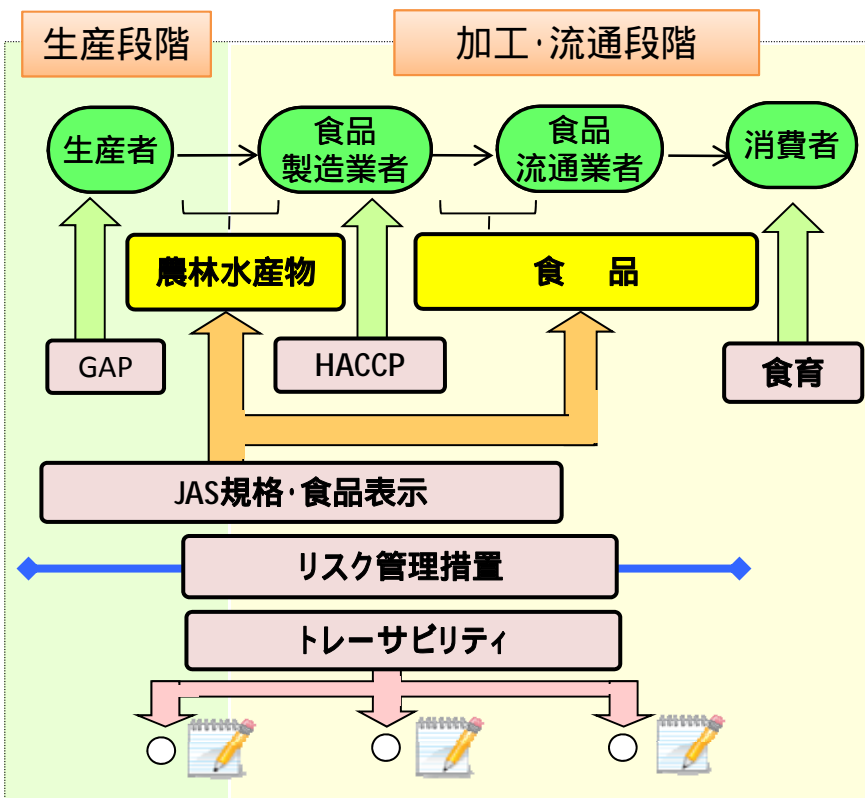 生産段階
加工・流通段階
生産者
食品
製造業者
食品
流通業者
消費者
農林水産物
食　品
GAP
HACCP
食育
JAS規格・食品表示
リスク管理措置
トレーサビリティ